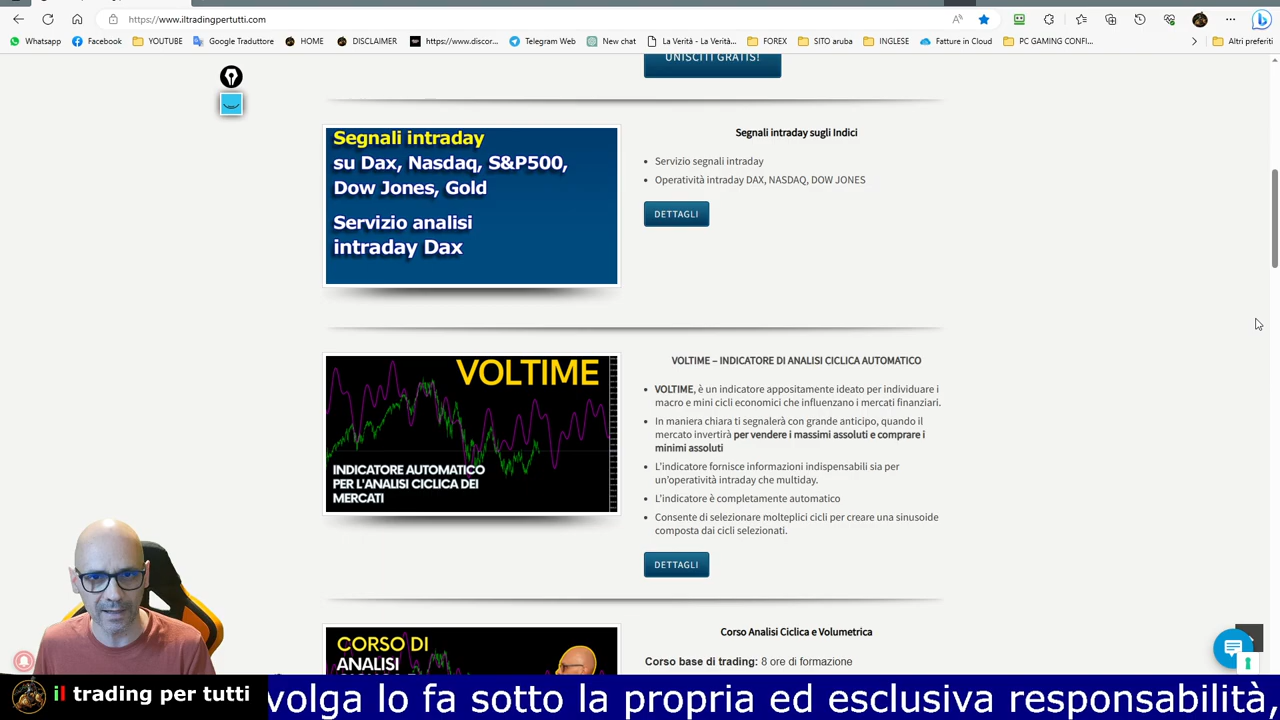 https://www.iltradingpertutti.com
Whatsapp
Facebook
YOUTUBE
Google Traduttore
HOME
DISCLAIMER
https://www.discor...
Telegram Web
New chat
La Verità - La Verità...
FOREX
SITO aruba
INGLESE
Fatture in Cloud
PC GAMING CONFI...
Altri preferiti
UNISCITI GRATIS!
Segnali intraday
su Dax, Nasdaq, S&P500,
Dow Jones, Gold
Servizio analisi
intraday Dax
Segnali intraday sugli Indici
Servizio segnali intraday
Operatività intraday DAX, NASDAQ, DOW JONES
DETTAGLI
VOLTIME
INDICATORE AUTOMATICO
PER L'ANALISI CICLICA DEI
MERCATI
VOLTIME – INDICATORE DI ANALISI CICLICA AUTOMATICO
VOLTIME, è un indicatore appositamente ideato per individuare i
macro e mini cicli economici che influenzano i mercati finanziari.
In maniera chiara ti segnalerà con grande anticipo, quando il
mercato invertirà per vendere i massimi assoluti e comprare i
minimi assoluti
L'indicatore fornisce informazioni indispensabili sia per
un'operatività intraday che multiday.
L'indicatore è completamente automatico
Consente di selezionare molteplici cicli per creare una sinusoide
composta dai cicli selezionati.
DETTAGLI
CORSO DI
ANALISI
Corso Analisi Ciclica e Volumetrica
Corso base di trading: 8 ore di formazione
il trading per tutti
volga lo fa sotto la propria ed esclusiva responsabilità,